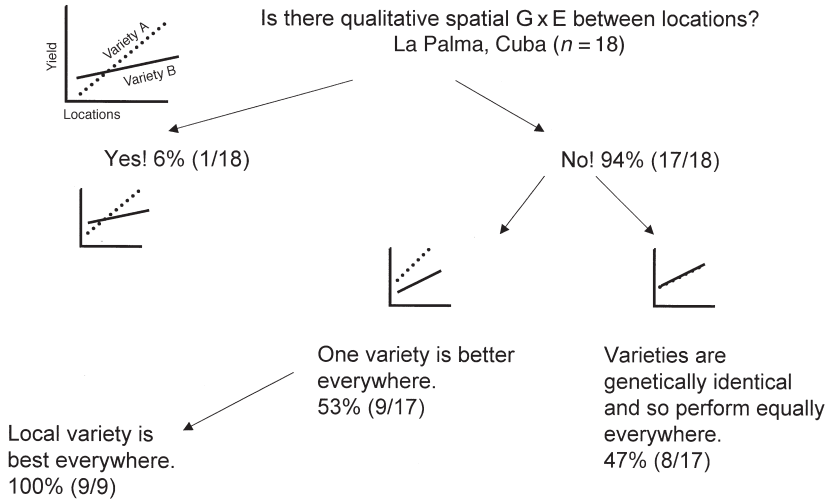 Is there qualitative spatial G x E between locations?
La Palma, Cuba (n = 18)
Yield
Variety A
Variety B
Locations
Yes! 6% (1/18)
No! 94% (17/18)
One variety is better
everywhere.
53% (9/17)
Varieties are
genetically identical
and so perform equally
everywhere.
47% (8/17)
Local variety is
best everywhere.
100% (9/9)